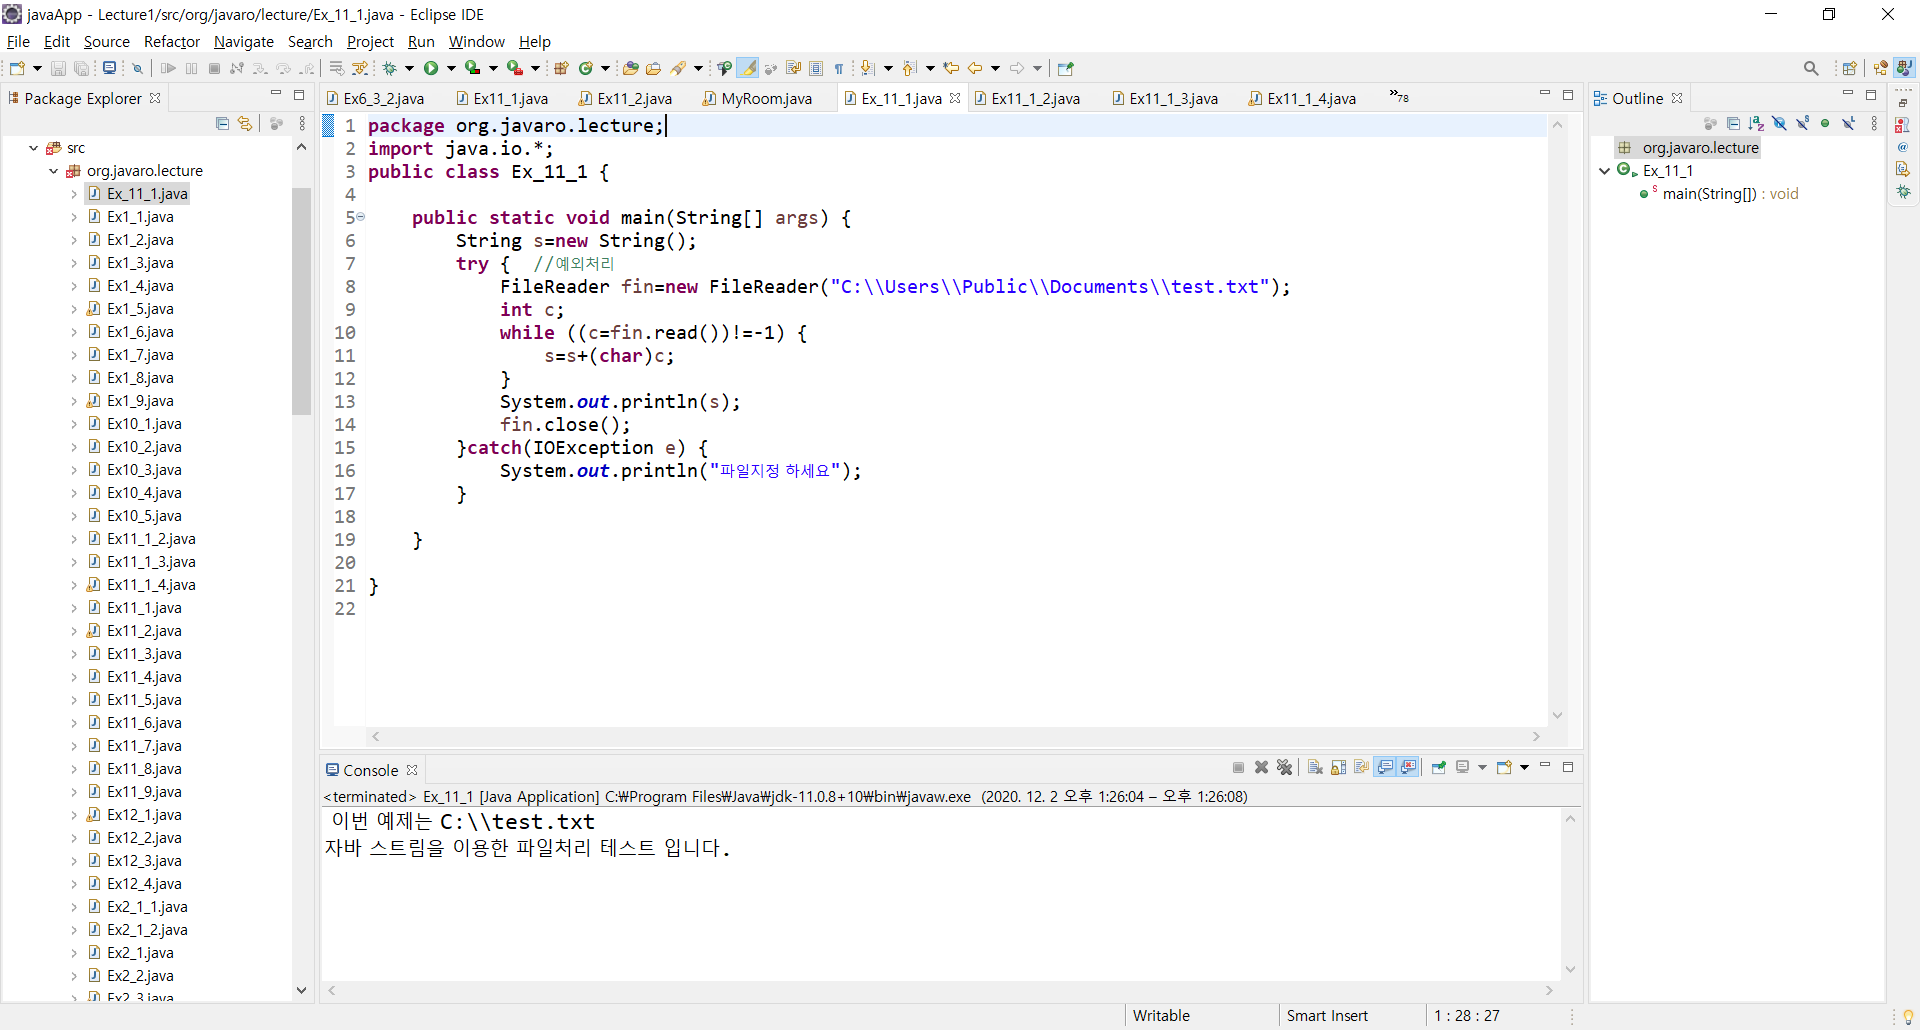 javaApp - Lecture1/src/org/javaro/lecture/Ex_11_1.java - Eclipse IDE
File Edit Source Refactor Navigate Search Project Run Window Help
Package Explorer
src
org.javaro.lecture
Ex_11_1.java
Ex1_1.java
Ex1_2.java
Ex1_3.java
Ex1_4.java
Ex1_5.java
Ex1_6.java
Ex1_7.java
Ex1_8.java
Ex1_9.java
Ex10_1.java
Ex10_2.java
Ex10_3.java
Ex10_4.java
Ex10_5.java
Ex11_1_2.java
Ex11_1_3.java
Ex11_1_4.java
Ex11_1.java
Ex11_2.java
Ex11_3.java
Ex11_4.java
Ex11_5.java
Ex11_6.java
Ex11_7.java
Ex11_8.java
Ex11_9.java
Ex12_1.java
Ex12_2.java
Ex12_3.java
Ex12_4.java
Ex2_1_1.java
Ex2_1_2.java
Ex2_1.java
Ex2_2.java
Ex2_3.java
Ex6_3_2.java Ex11_1.java Ex11_2.java MyRoom.java Ex_11_1.java Ex11_1_2.java Ex11_1_3.java Ex11_1_4.java »78
1 package org.javaro.lecture;
2 import java.io.*;
3 public class Ex_11_1 {
4
5     public static void main(String[] args) {
6         String s=new String();
7         try {  //예외처리
8             FileReader fin=new FileReader("C:\\Users\\Public\\Documents\\test.txt");
9             int c;
10             while ((c=fin.read())!=-1) {
11                 s=s+(char)c;
12             }
13             System.out.println(s);
14             fin.close();
15         }catch(IOException e) {
16             System.out.println("파일지정 하세요");
17         }
18
19     }
20
21 }
22
Console
<terminated> Ex_11_1 [Java Application] C:₩Program Files₩Java₩jdk-11.0.8+10₩bin₩javaw.exe (2020. 12. 2 오후 1:26:04 – 오후 1:26:08)
이번 예제는 C:\\test.txt
자바 스트림을 이용한 파일처리 테스트 입니다.
Outline
org.javaro.lecture
Ex_11_1
main(String[]) : void
Writable Smart Insert 1 : 28 : 27